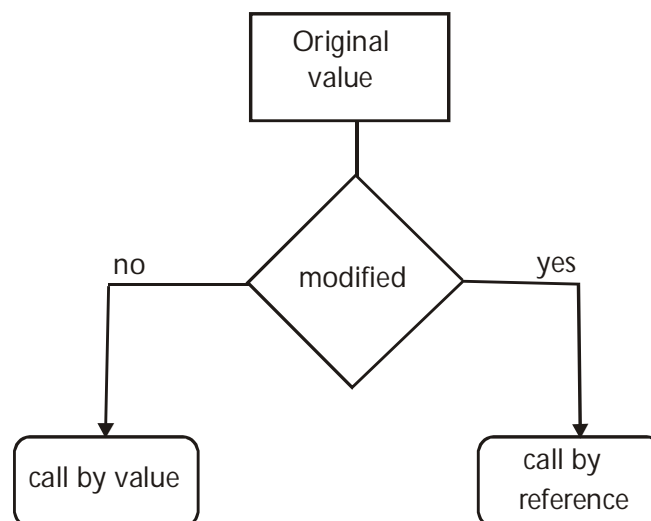 Original
value
no
modified
yes
call by value
call by
reference